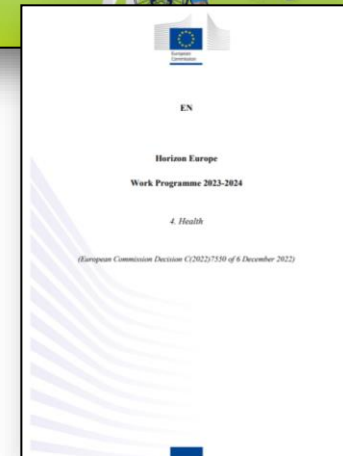 European
Commission
EN
Horizon Europe
Work Programme 2023-2024
4. Health
(European Commission Decision C(2022)7550 of 6 December 2022)